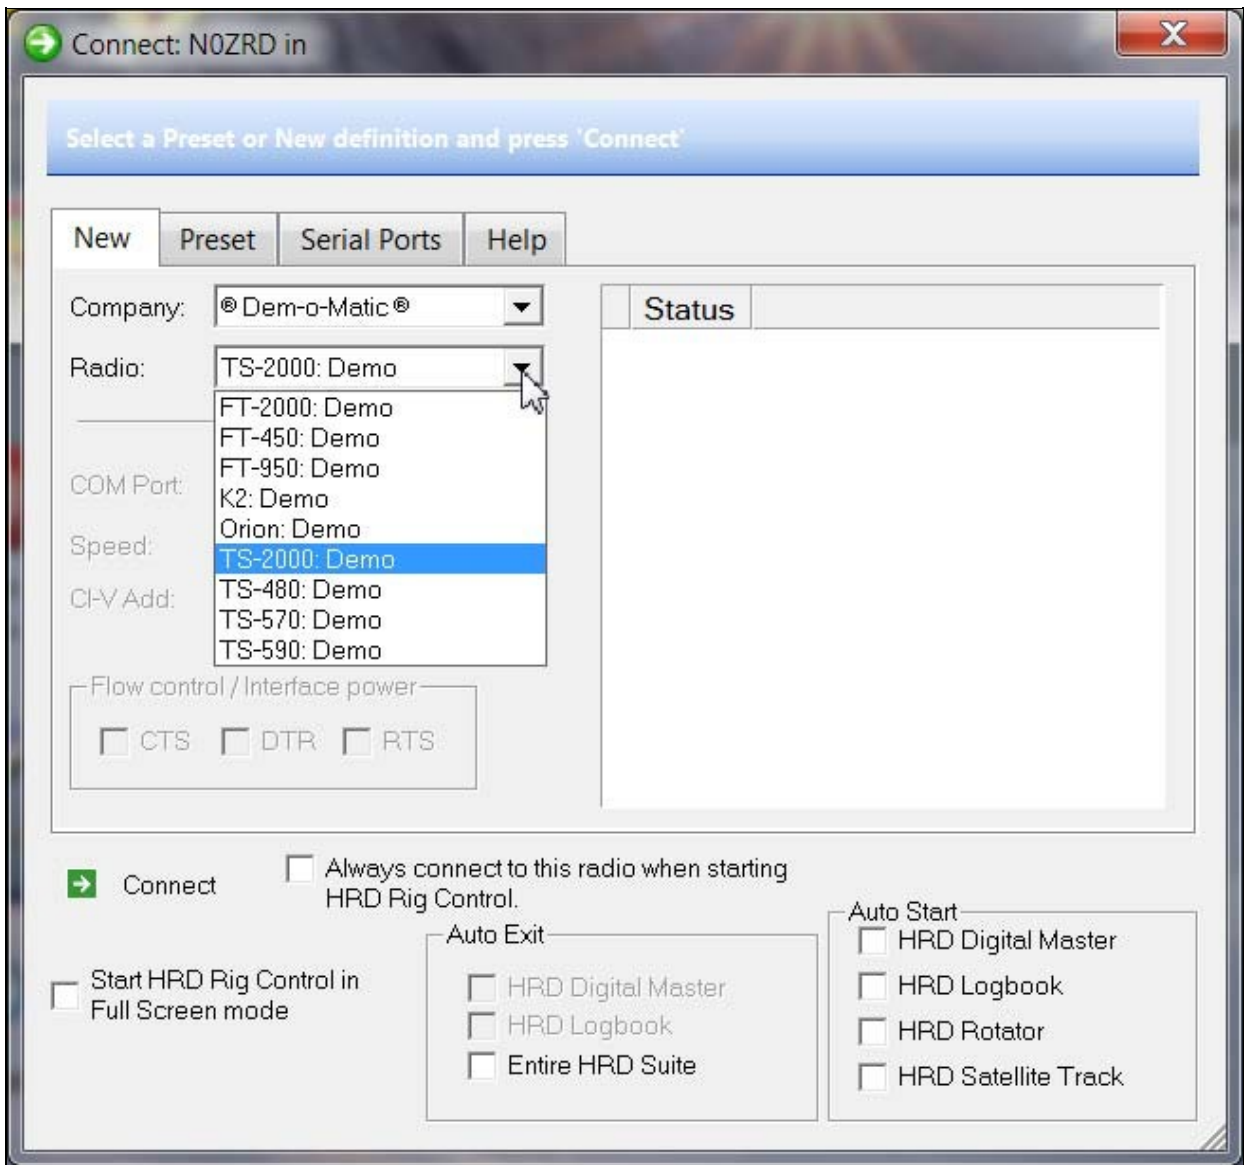 Connect: N0ZRD in
X
Select a Preset or New definition and press 'Connect'
New Preset Serial Ports Help
Company: ® Dem-o-Matic ®
Status
Radio: TS-2000: Demo
FT-2000: Demo
FT-450: Demo
FT-950: Demo
K2: Demo
Orion: Demo
TS-2000: Demo
TS-480: Demo
TS-570: Demo
TS-590: Demo
COM Port:
Speed:
CI-V Add:
Flow control / Interface power
CTS DTR RTS
Connect
Always connect to this radio when starting
HRD Rig Control.
Start HRD Rig Control in
Full Screen mode
Auto Exit
HRD Digital Master
HRD Logbook
Entire HRD Suite
Auto Start
HRD Digital Master
HRD Logbook
HRD Rotator
HRD Satellite Track